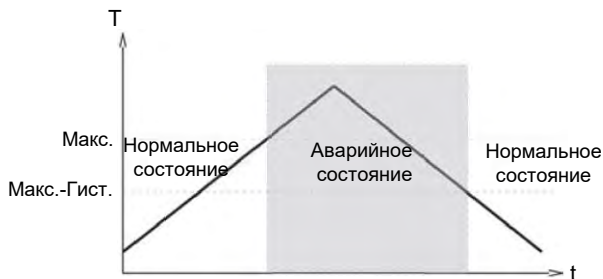 T
Макс.
Нормальное
состояние
Аварийное
состояние
Нормальное
состояние
Макс.-Гист.
t